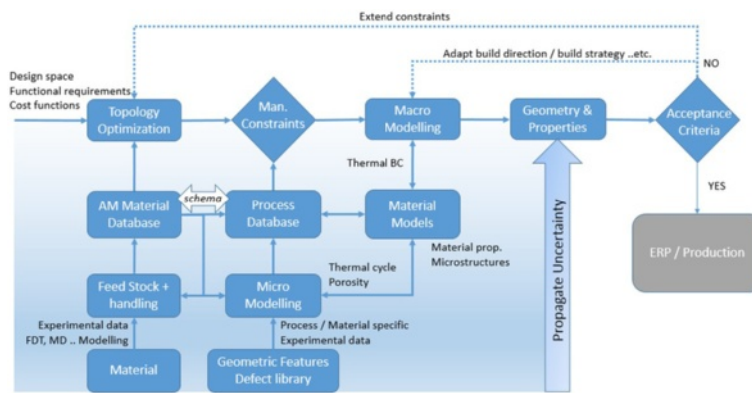 Extend constraints
Adapt build direction / build strategy ..etc.
NO
Design space
Functional requirements
Cost functions
Topology
Optimization
Man.
Constraints
Macro
Modelling
Geometry &
Properties
Acceptance
Criteria
Thermal BC
YES
AM Material
Database
schema
Process
Database
Material
Models
Material prop.
Microstructures
ERP / Production
Feed Stock +
handling
Micro
Modelling
Thermal cycle
Porosity
Propagate Uncertainty
Experimental data
FDT, MD .. Modelling
Process / Material specific
Experimental data
Material
Geometric Features
Defect library